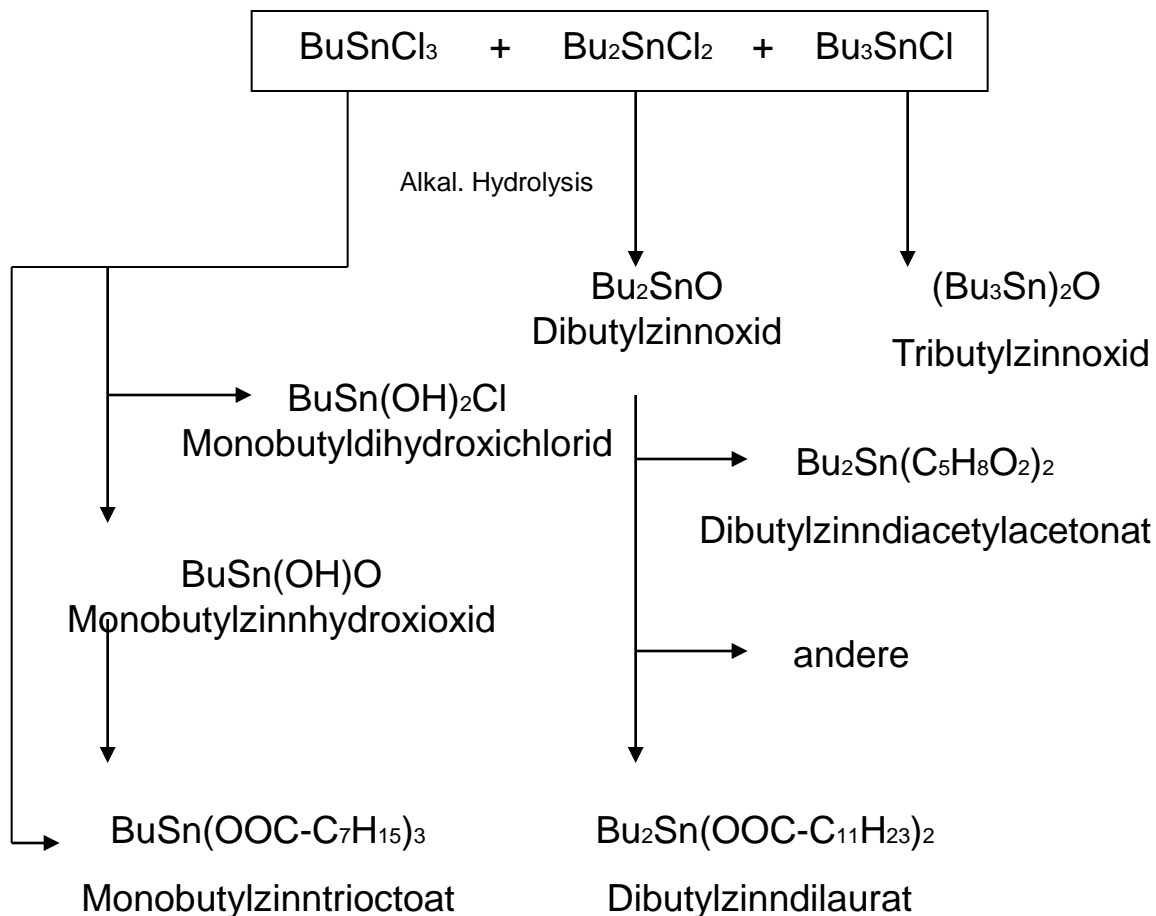 BuSnCl₃ + Bu₂SnCl₂ + Bu₃SnCl
Alkal. Hydrolysis
Bu₂SnO
Dibutylzinnoxid
(Bu₃Sn)₂O
Tributylzinnoxid
BuSn(OH)₂Cl
Monobutyldihydroxichlorid
Bu₂Sn(C₅H₈O₂)₂
Dibutylzinndiacetylacetonat
BuSn(OH)O
Monobutylzinnhydroxioxid
andere
BuSn(OOC-C₇H₁₅)₃
Monobutylzinntrioctoat
Bu₂Sn(OOC-C₁₁H₂₃)₂
Dibutylzinndilaurat